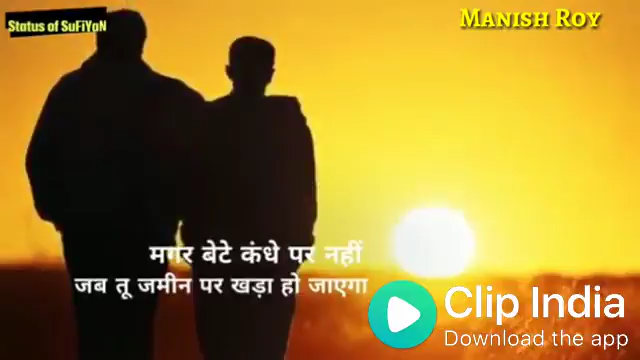 Status of SuFiYaN
Manish Roy
मगर बेटे कंधे पर नहीं
जब तू जमीन पर खड़ा हो जाएगा
Clip India
Download the app